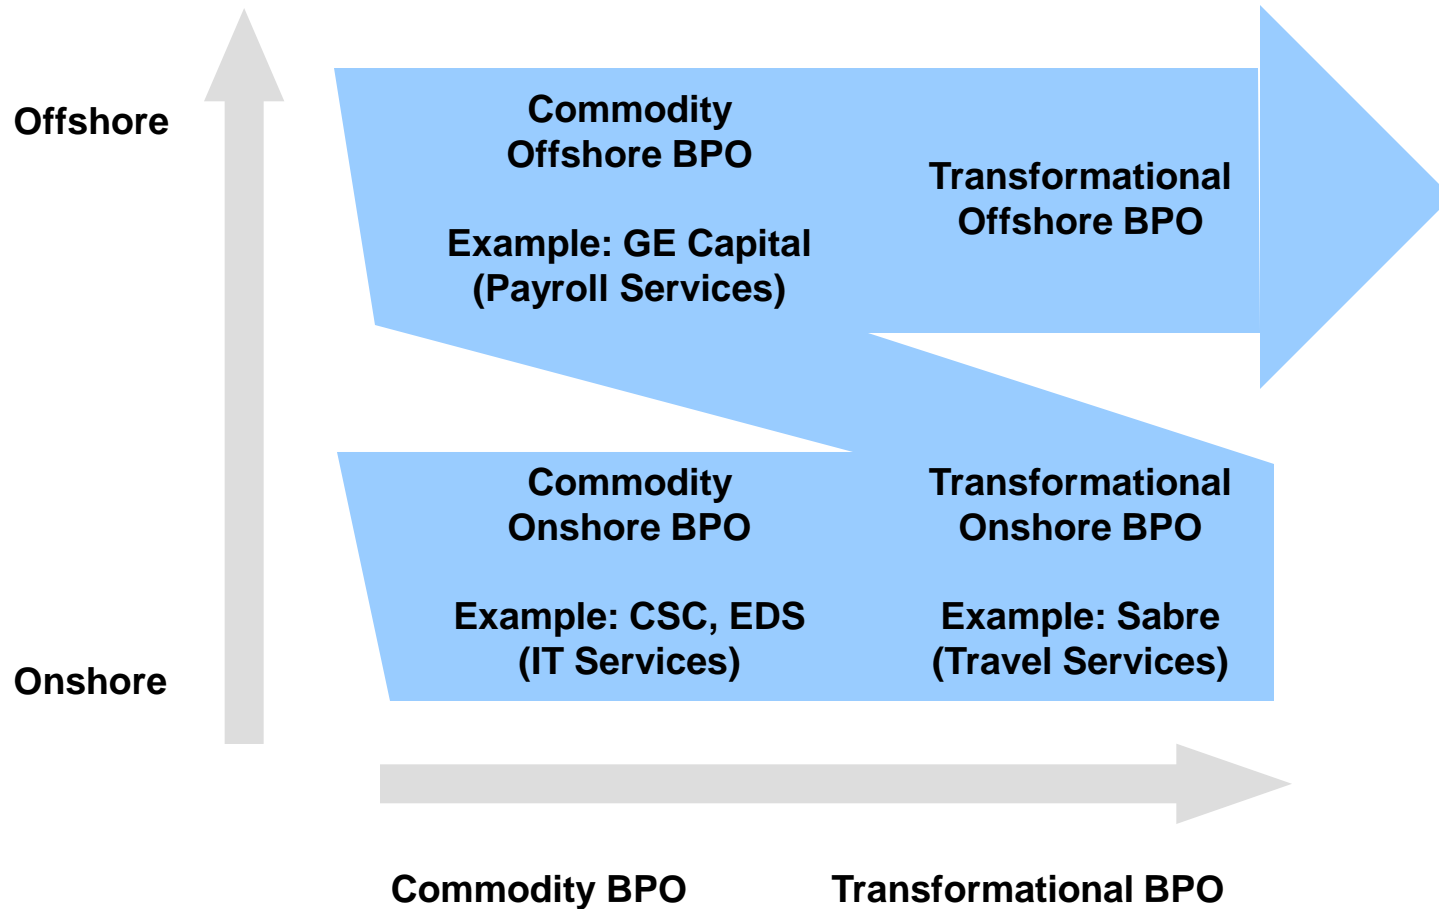 Offshore
Commodity
Offshore BPO
Example: GE Capital
(Payroll Services)
Transformational
Offshore BPO
Commodity
Onshore BPO
Example: CSC, EDS
(IT Services)
Transformational
Onshore BPO
Example: Sabre
(Travel Services)
Onshore
Commodity BPO
Transformational BPO